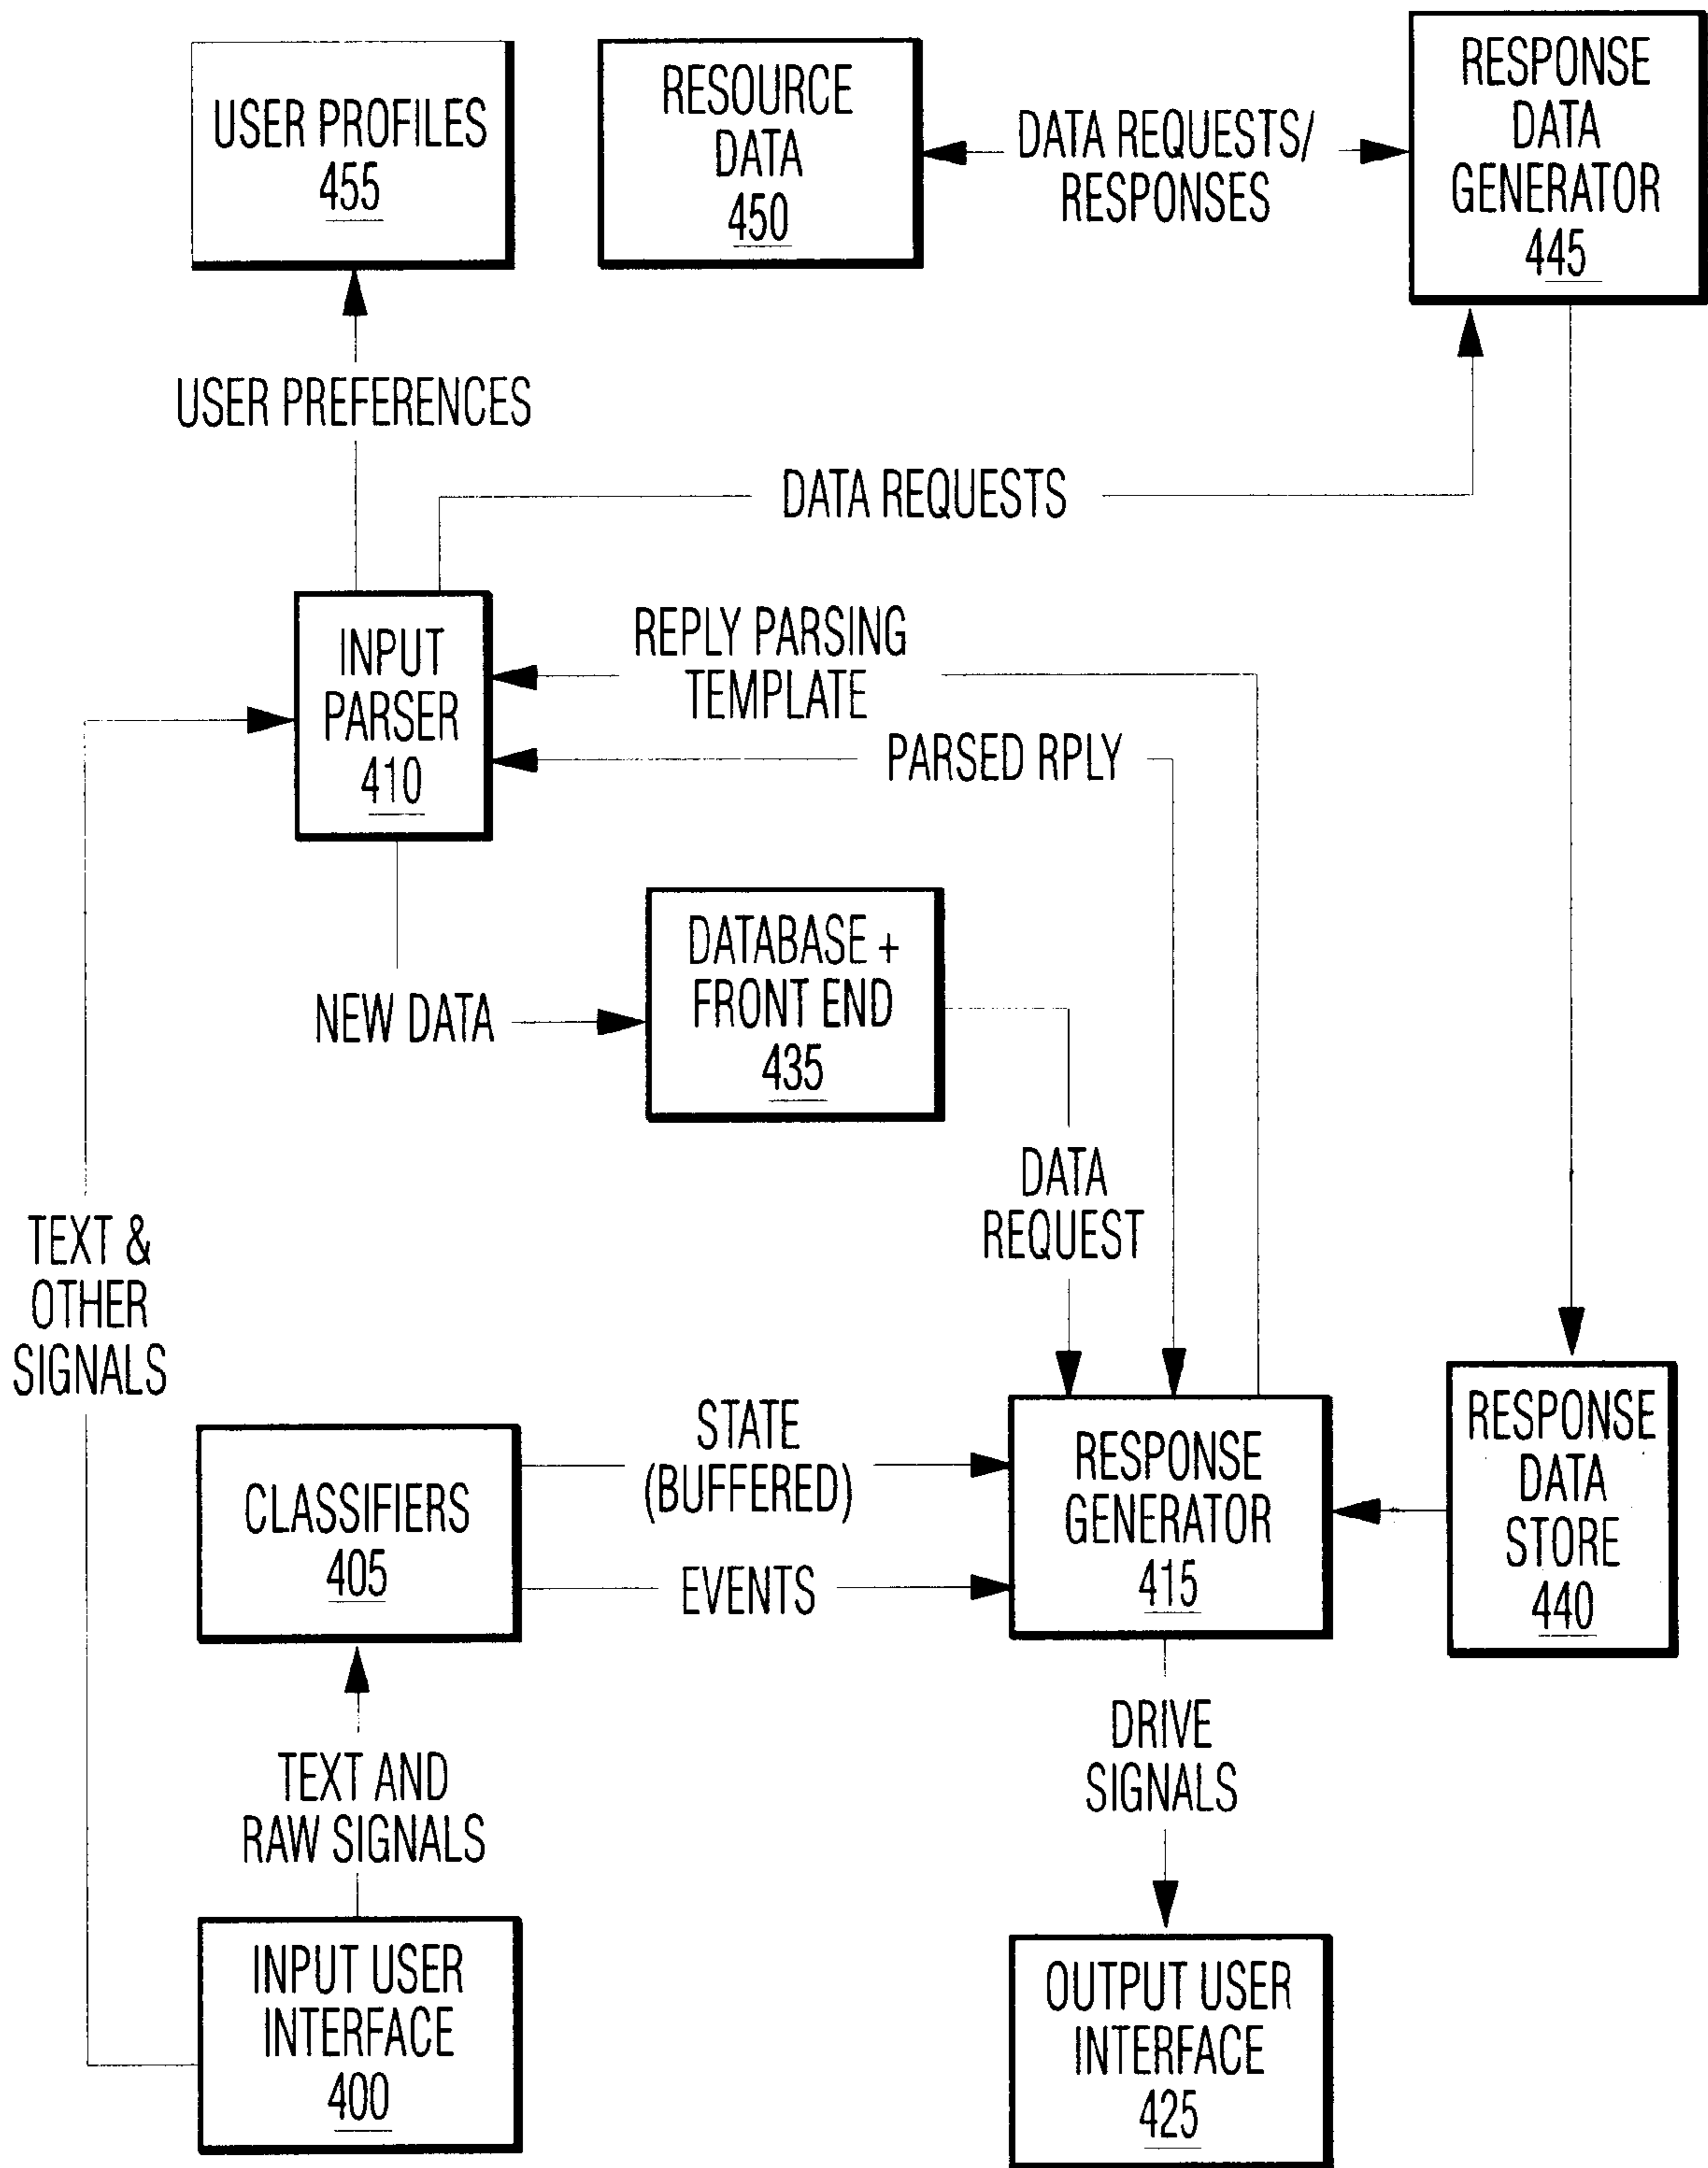 USER PROFILES
455
RESOURCE
DATA
450
DATA REQUESTS/
RESPONSES
RESPONSE
DATA
GENERATOR
445
USER PREFERENCES
DATA REQUESTS
INPUT
PARSER
410
REPLY PARSING
TEMPLATE
PARSED RPLY
NEW DATA
DATABASE +
FRONT END
435
DATA
REQUEST
TEXT &
OTHER
SIGNALS
CLASSIFIERS
405
STATE
(BUFFERED)
EVENTS
RESPONSE
GENERATOR
415
RESPONSE
DATA
STORE
440
TEXT AND
RAW SIGNALS
DRIVE
SIGNALS
INPUT USER
INTERFACE
400
OUTPUT USER
INTERFACE
425